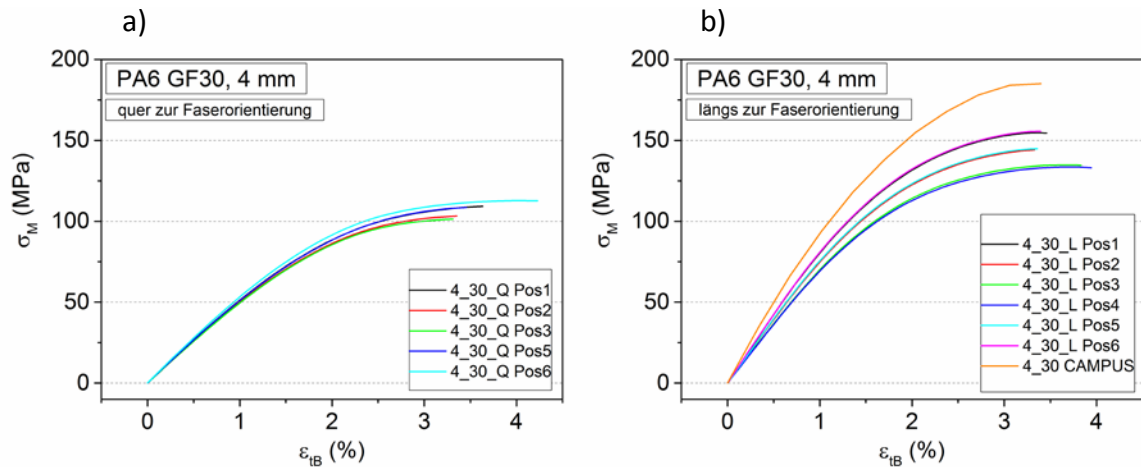 a)
PA6 GF30, 4 mm
quer zur Faserorientierung
200
150
100
50
0
σM (MPa)
0 1 2 3 4
εtB (%)
4_30_Q Pos1
4_30_Q Pos2
4_30_Q Pos3
4_30_Q Pos5
4_30_Q Pos6
b)
PA6 GF30, 4 mm
längs zur Faserorientierung
200
150
100
50
0
σM (MPa)
0 1 2 3 4
εtB (%)
4_30_L Pos1
4_30_L Pos2
4_30_L Pos3
4_30_L Pos4
4_30_L Pos5
4_30_L Pos6
4_30 CAMPUS